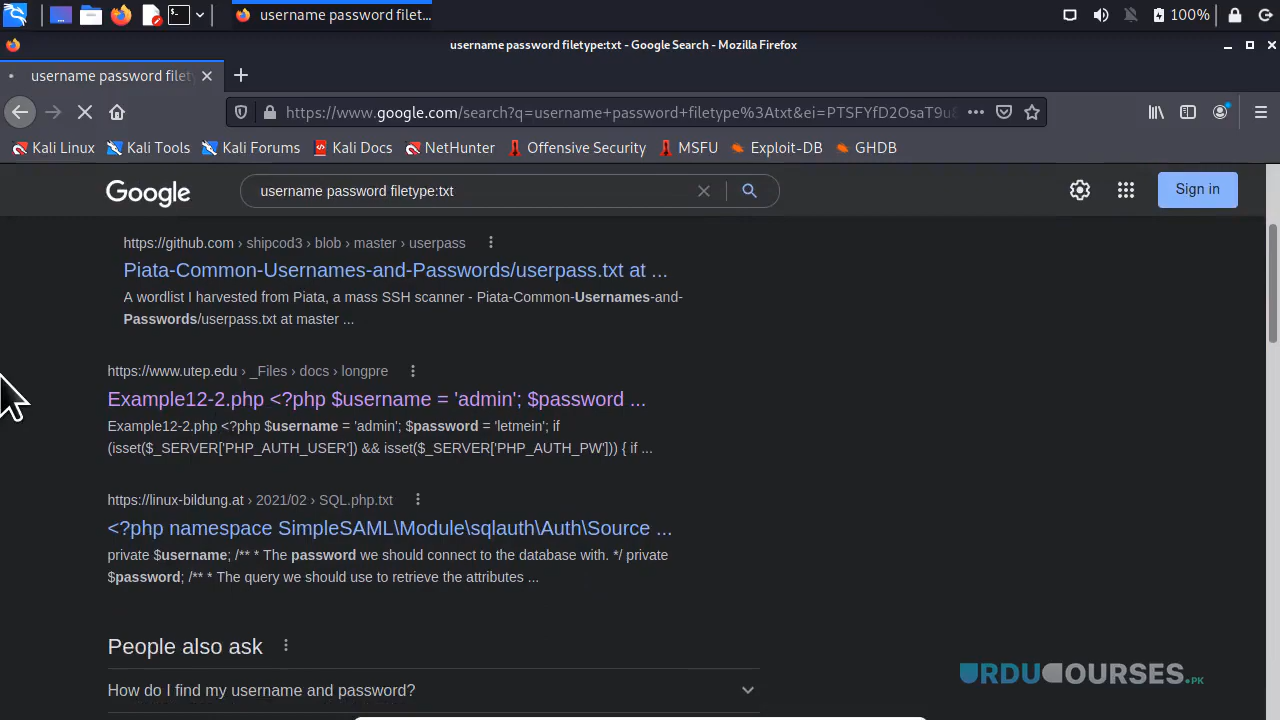 username password filet...
100%
username password filetype:txt - Google Search - Mozilla Firefox
username password filety
https://www.google.com/search?q=username+password+filetype%3Atxt&ei=PTSFYfD2OsaT9u8
Kali Linux Kali Tools Kali Forums Kali Docs NetHunter Offensive Security MSFU Exploit-DB GHDB
Google
username password filetype:txt
Sign in
https://github.com › shipcod3 › blob › master › userpass
Piata-Common-Usernames-and-Passwords/userpass.txt at ...
A wordlist I harvested from Piata, a mass SSH scanner - Piata-Common-Usernames-and-
Passwords/userpass.txt at master ...
https://www.utep.edu › _Files › docs › longpre
Example12-2.php <?php $username = 'admin'; $password ...
Example12-2.php <?php $username = 'admin'; $password = 'letmein'; if
(isset($_SERVER['PHP_AUTH_USER']) && isset($_SERVER['PHP_AUTH_PW'])) { if ...
https://linux-bildung.at › 2021/02 › SQL.php.txt
<?php namespace SimpleSAML\Module\sqlauth\Auth\Source ...
private $username; /** * The password we should connect to the database with. */ private
$password; /** * The query we should use to retrieve the attributes ...
People also ask
How do I find my username and password?
URDUCOURSES.PK